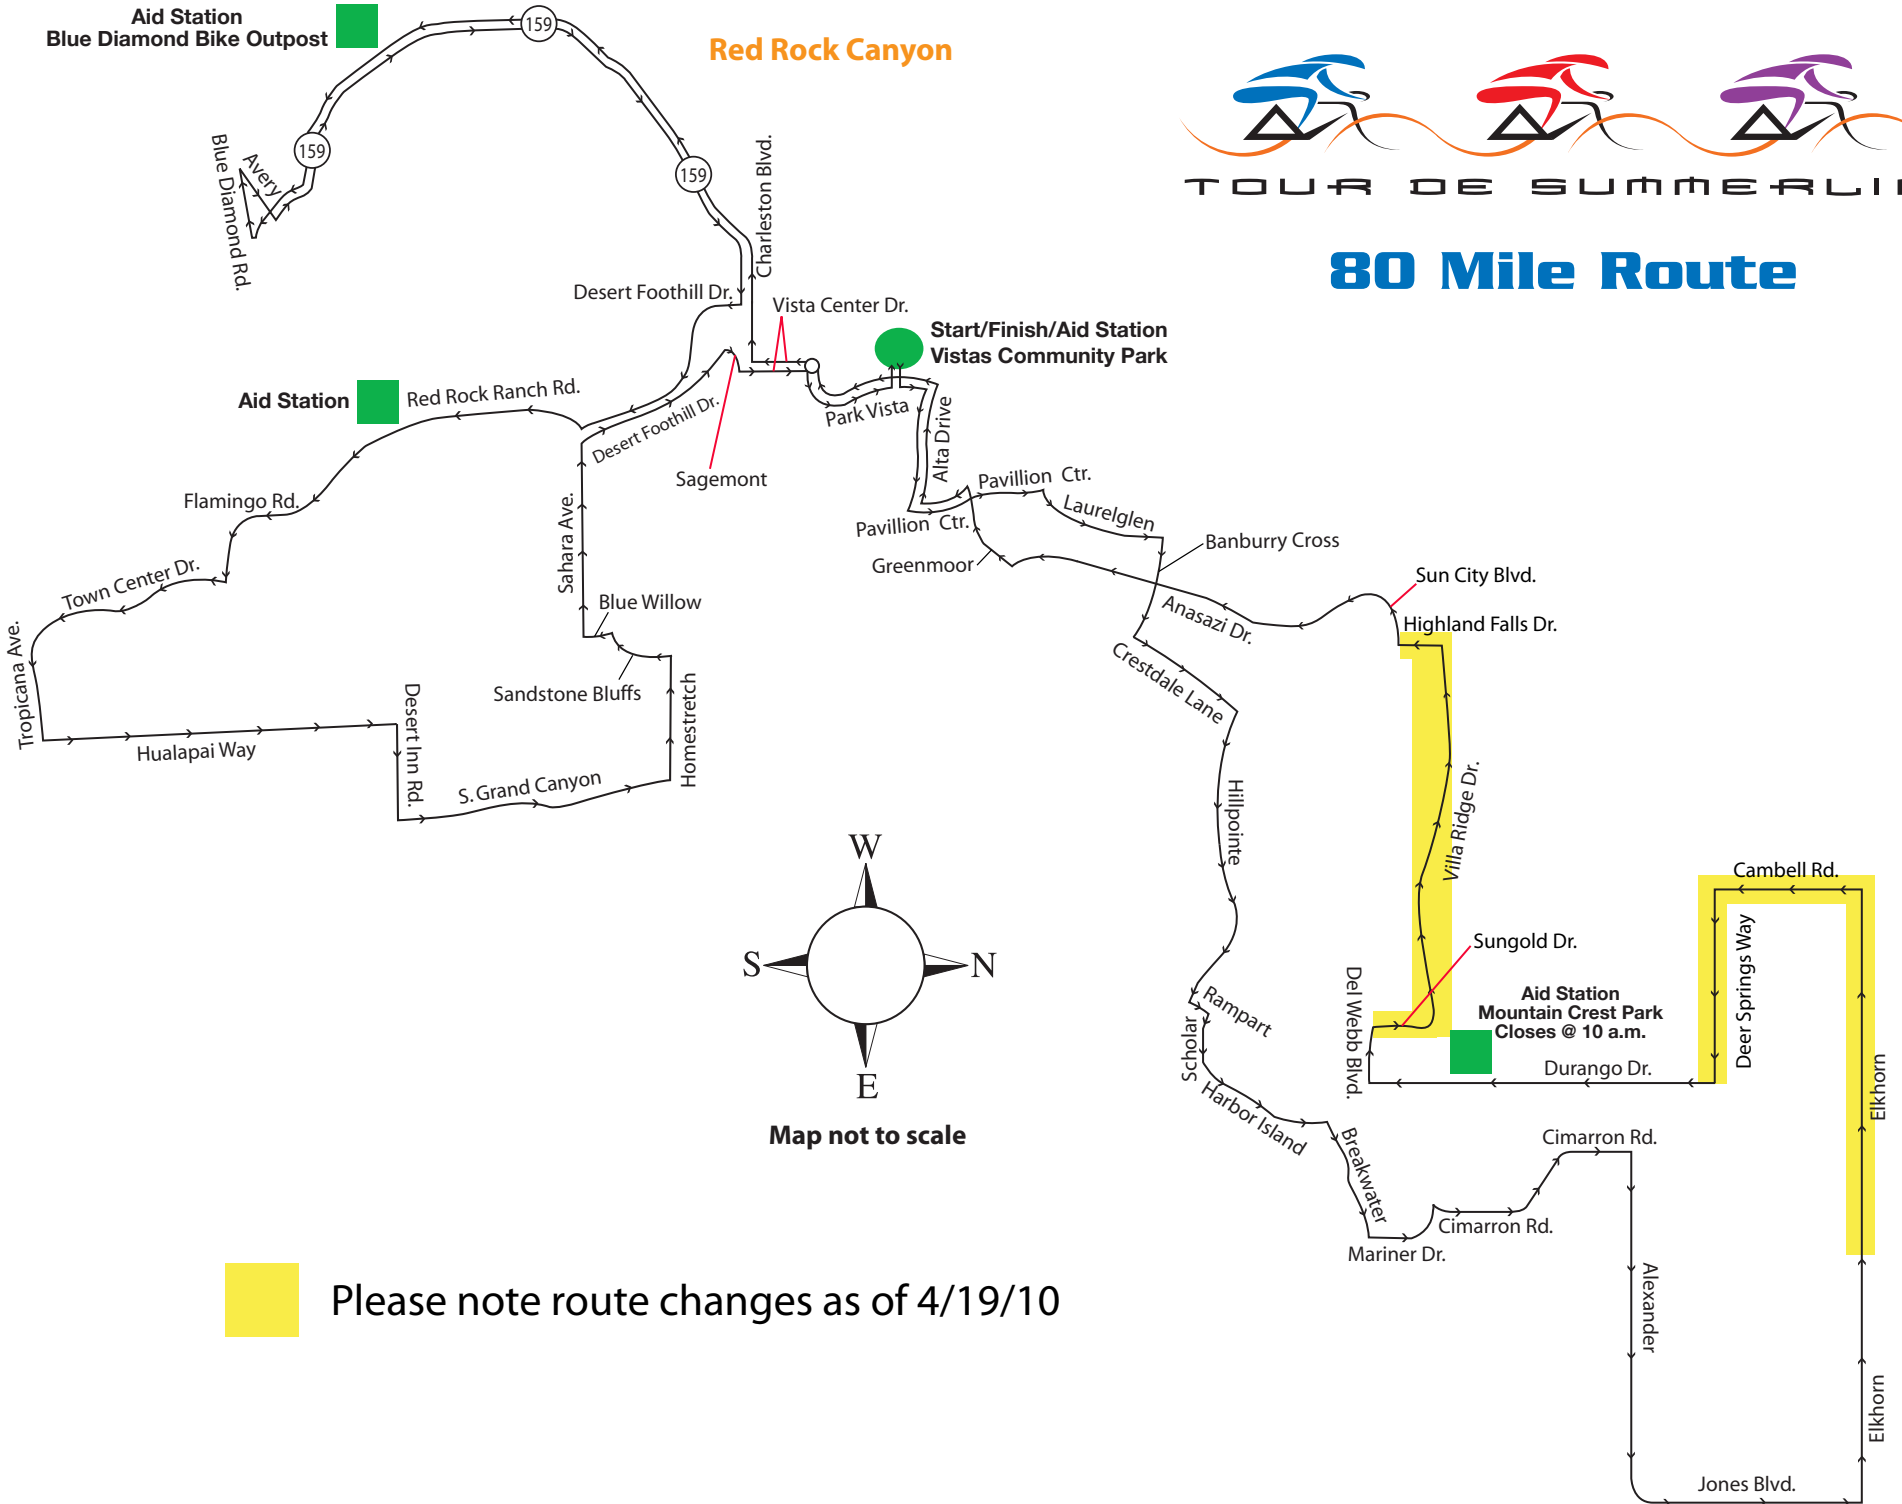 Aid Station
Blue Diamond Bike Outpost
159
Red Rock Canyon
TOUR DE SUMMERLI
80 Mile Route
159
159
Blue Diamond Rd.
Avery
Charleston Blvd.
Desert Foothill Dr.
Vista Center Dr.
Start/Finish/Aid Station
Vistas Community Park
Aid Station
Red Rock Ranch Rd.
Desert Foothill Dr.
Park Vista
Alta Drive
Sagemont
Flamingo Rd.
Pavillion Ctr.
Laurelglen
Pavillion Ctr.
Banburry Cross
Greenmoor
Sahara Ave.
Town Center Dr.
Sun City Blvd.
Blue Willow
Anasazi Dr.
Highland Falls Dr.
Tropicana Ave.
Sandstone Bluffs
Crestdale Lane
Desert Inn Rd.
Homestretch
Hualapai Way
S. Grand Canyon
Hillpointe
Villa Ridge Dr.
W
S
N
E
Map not to scale
Cambell Rd.
Deer Springs Way
Sungold Dr.
Del Webb Blvd.
Aid Station
Mountain Crest Park
Closes @ 10 a.m.
Rampart
Scholar
Durango Dr.
Elkhorn
Harbor Island
Breakwater
Cimarron Rd.
Cimarron Rd.
Mariner Dr.
Alexander
Please note route changes as of 4/19/10
Elkhorn
Jones Blvd.